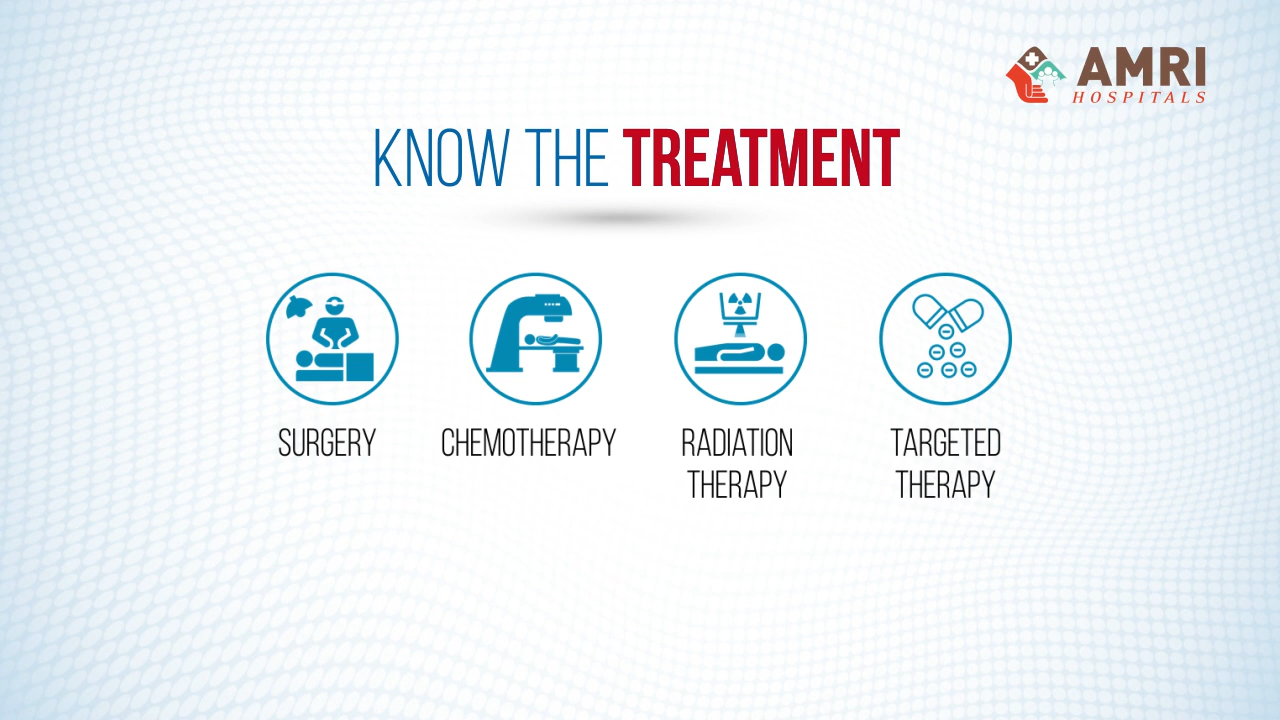 AMRI
HOSPITALS
KNOW THE TREATMENT
SURGERY
CHEMOTHERAPY
RADIATION
THERAPY
TARGETED
THERAPY